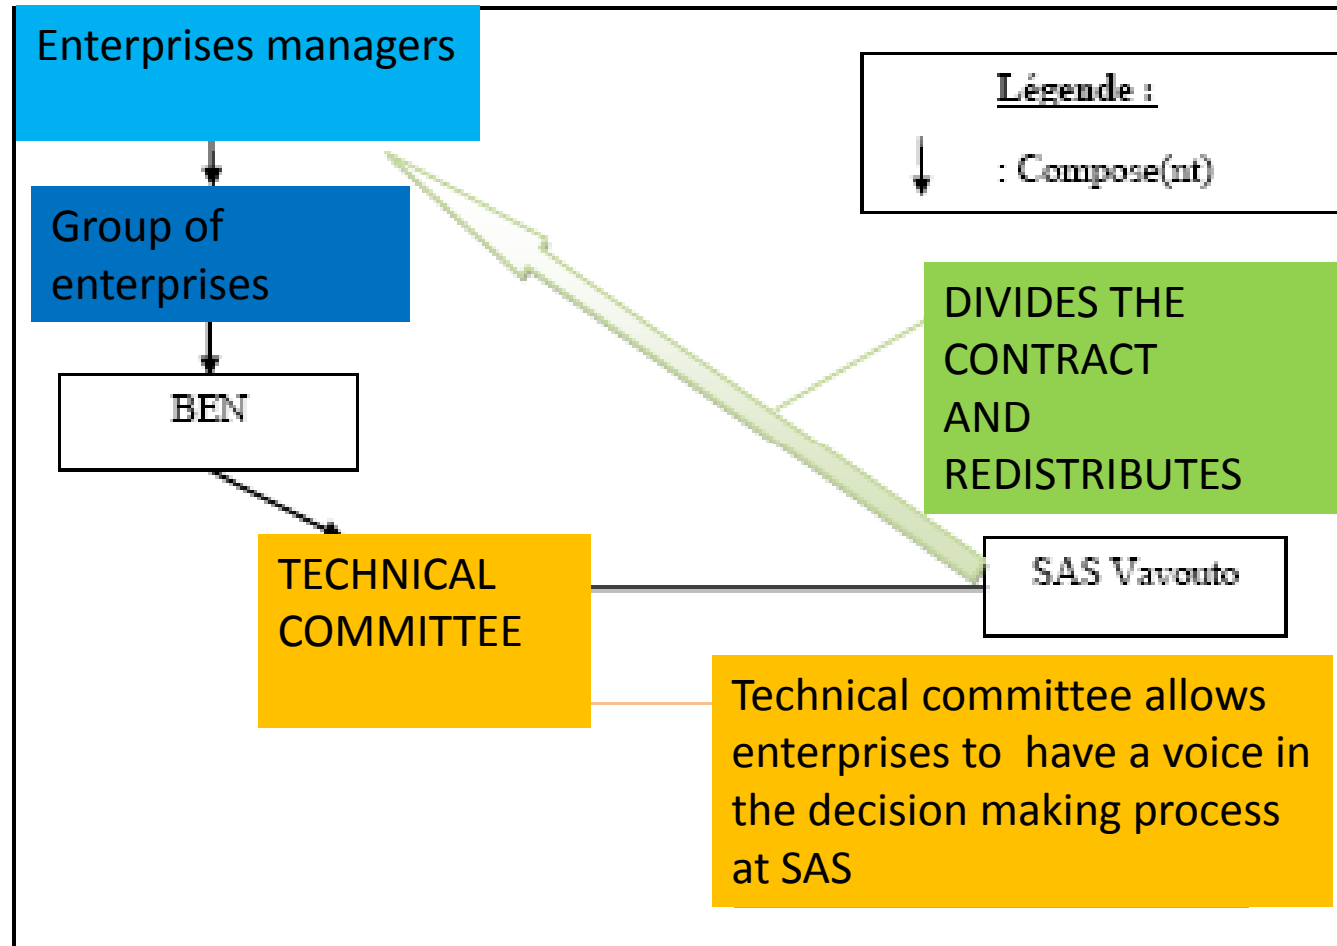 Enterprises managers
Légende :
: Compose(nt)
Group of
enterprises
DIVIDES THE
CONTRACT
AND
REDISTRIBUTES
BEN
TECHNICAL
COMMITTEE
SAS Vavouto
Technical committee allows
enterprises to  have a voice in
the decision making process
at SAS